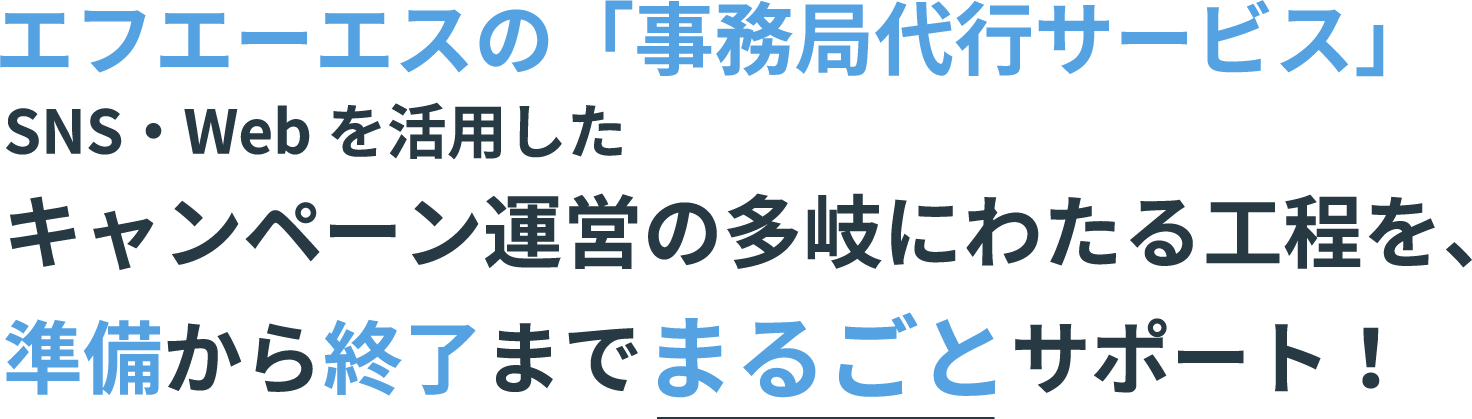 エフエーエスの「事務局代行サービス」
SNS・Web を活用した
キャンペーン運営の多岐にわたる工程を、
準備から終了までまるごとサポート！